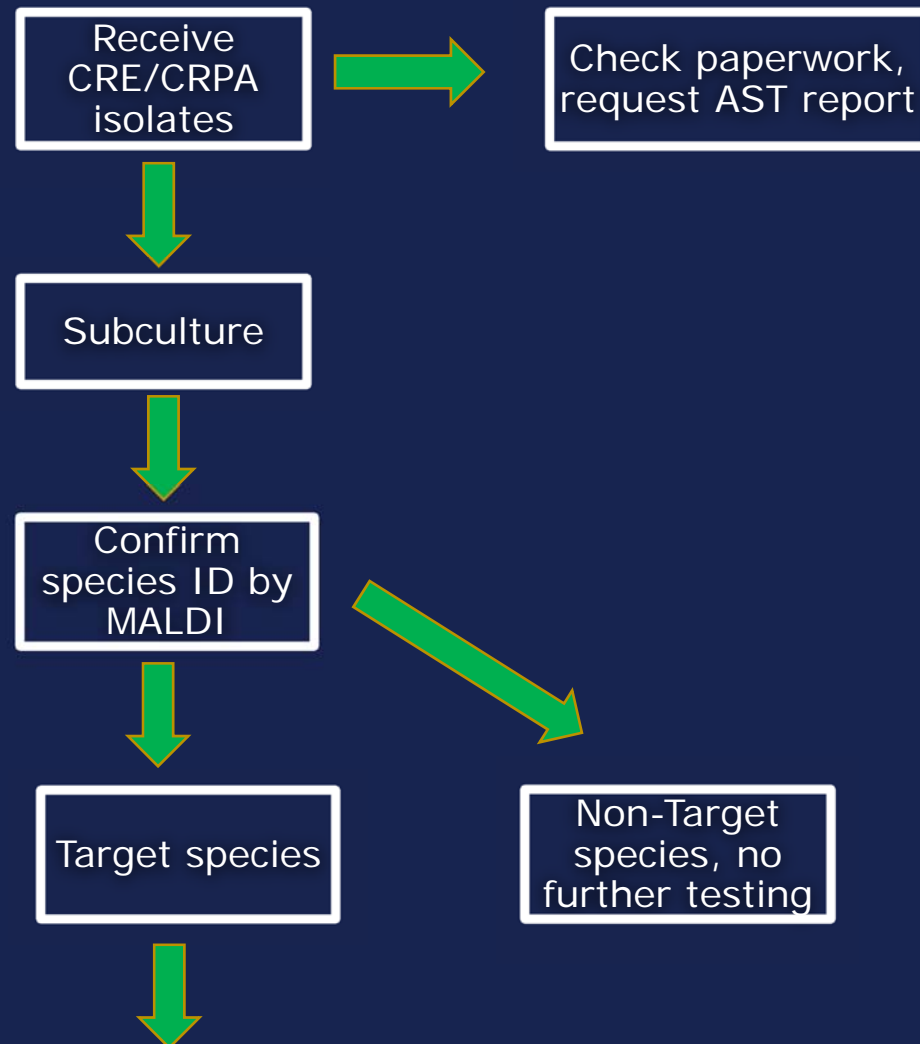 Receive
CRE/CRPA
isolates
Check paperwork,
request AST report
Subculture
Confirm
species ID by
MALDI
Target species
Non-Target
species, no
further testing